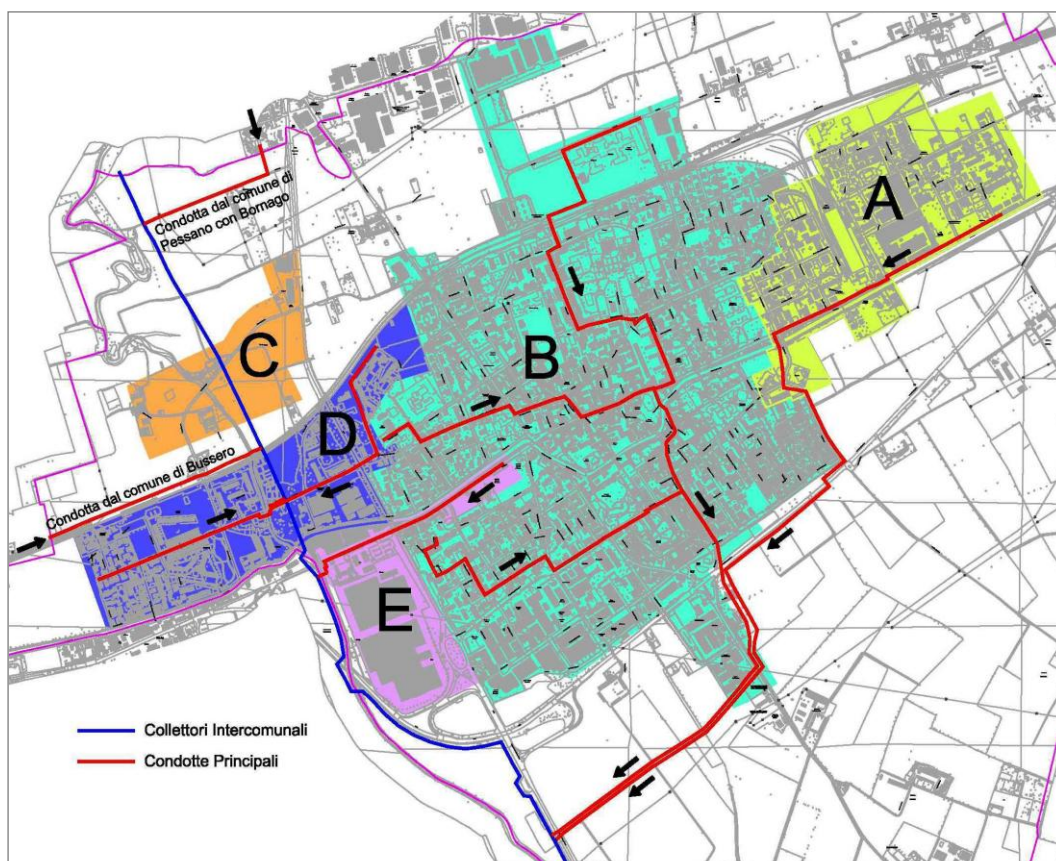 Condotta dal comune di
Pessano con Bornago
A
C
B
D
Condotta dal comune di Bussero
E
Collettori Intercomunali
Condotte Principali